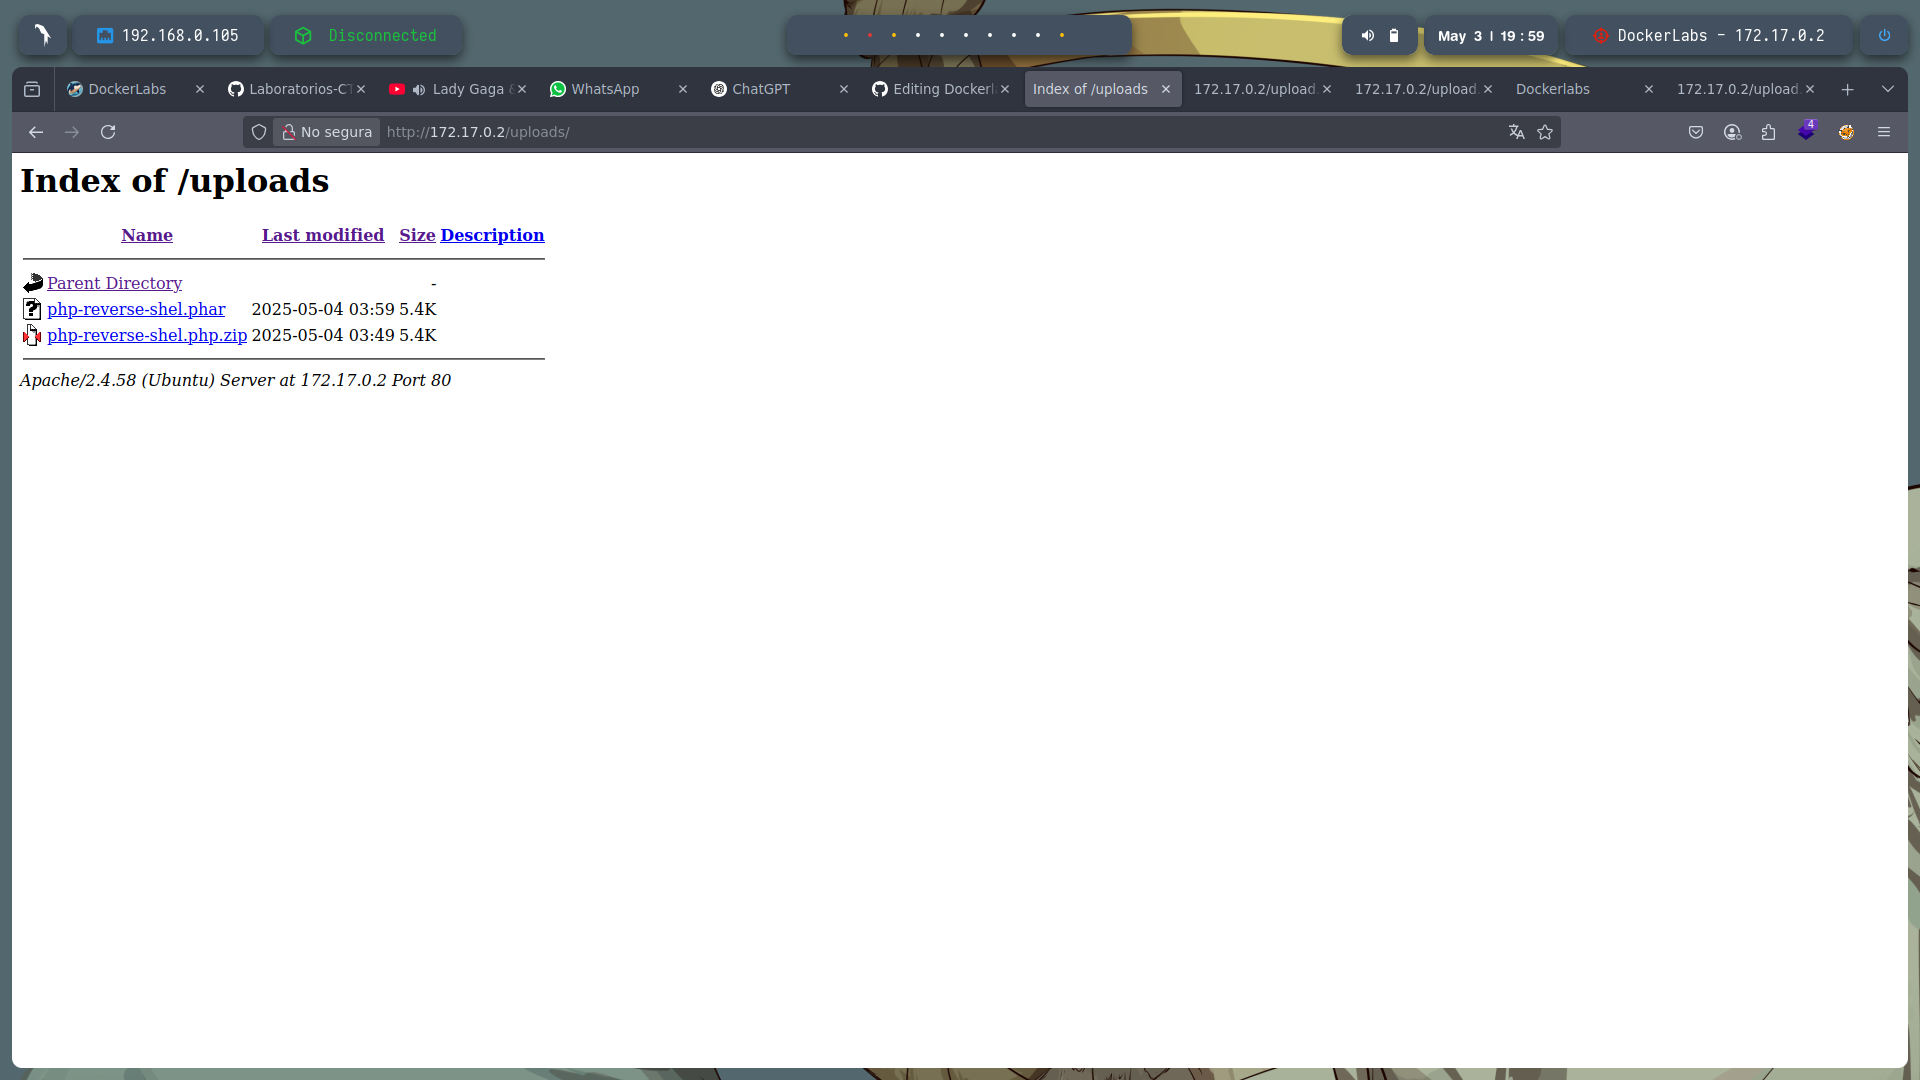 192.168.0.105
Disconnected
May 3 | 19 : 59
DockerLabs - 172.17.0.2
DockerLabs
Laboratorios-CT
Lady Gaga &
WhatsApp
ChatGPT
Editing Dockerl
Index of /uploads
172.17.0.2/upload
172.17.0.2/upload
Dockerlabs
172.17.0.2/upload
No segura
http://172.17.0.2/uploads/
4
Index of /uploads
Name Last modified Size Description
Parent Directory -
php-reverse-shel.phar 2025-05-04 03:59 5.4K
php-reverse-shel.php.zip 2025-05-04 03:49 5.4K
Apache/2.4.58 (Ubuntu) Server at 172.17.0.2 Port 80